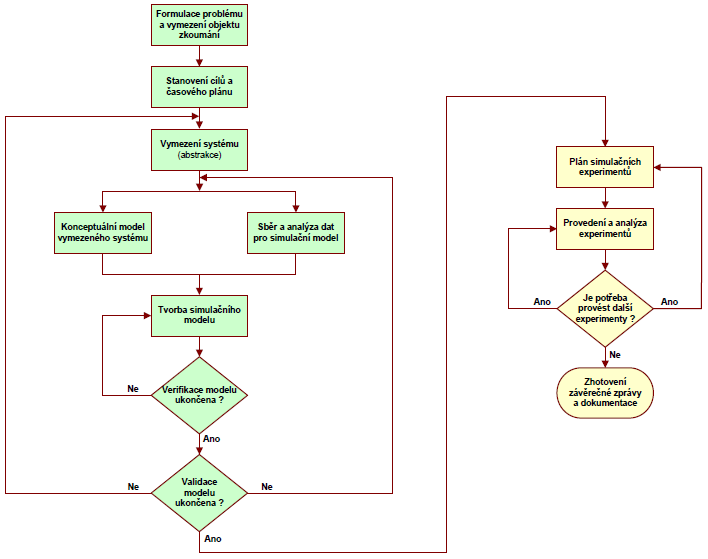 Formulace problému
a vymezení objektu
zkoumání
Stanovení cílů a
časového plánu
Vymezení systému
(abstrakce)
Konceptuální model
vymezeného systému
Sběr a analýza dat
pro simulační model
Tvorba simulačního
modelu
Ne
Verifikace modelu
ukončena ?
Ano
Ne
Validace
modelu
ukončena ?
Ne
Ano
Plán simulačních
experimentů
Provedení a analýza
experimentů
Ano
Je potřeba
provést další
experimenty ?
Ano
Ne
Zhotovení
závěrečné zprávy
a dokumentace